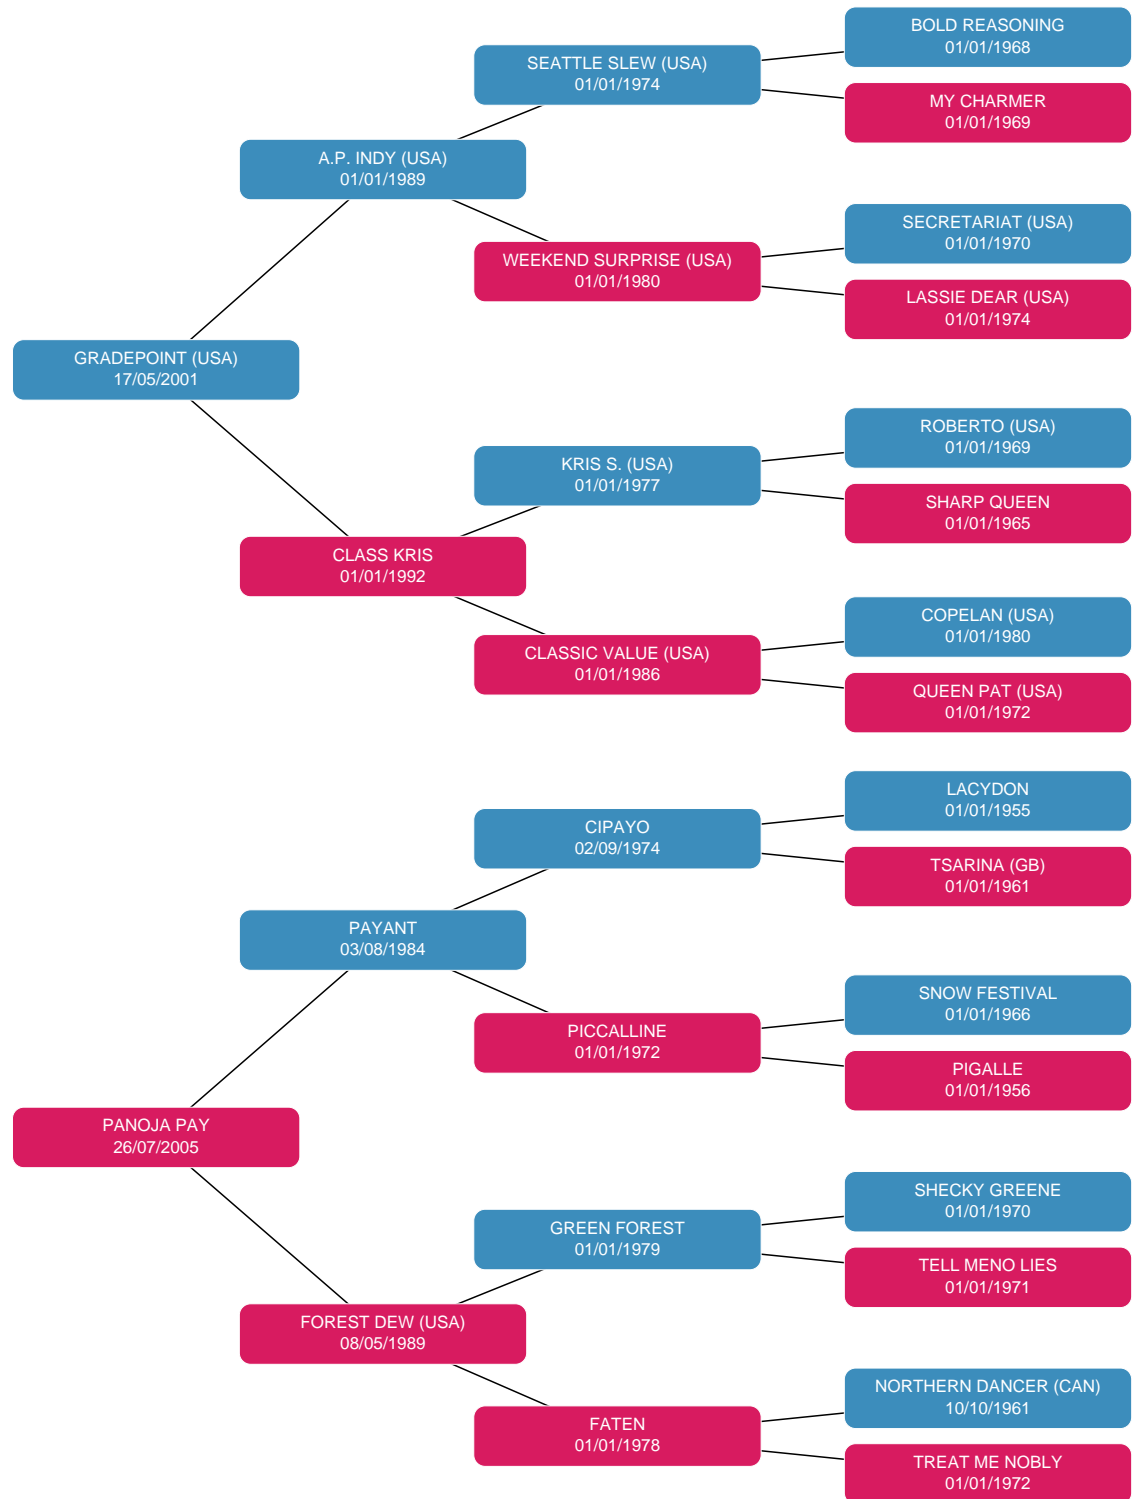 BOLD REASONING
01/01/1968
SEATTLE SLEW (USA)
01/01/1974
MY CHARMER
01/01/1969
A.P. INDY (USA)
01/01/1989
SECRETARIAT (USA)
01/01/1970
WEEKEND SURPRISE (USA)
01/01/1980
LASSIE DEAR (USA)
01/01/1974
GRADEPOINT (USA)
17/05/2001
ROBERTO (USA)
01/01/1969
KRIS S. (USA)
01/01/1977
SHARP QUEEN
01/01/1965
CLASS KRIS
01/01/1992
COPELAN (USA)
01/01/1980
CLASSIC VALUE (USA)
01/01/1986
QUEEN PAT (USA)
01/01/1972
LACYDON
01/01/1955
CIPAYO
02/09/1974
TSARINA (GB)
01/01/1961
PAYANT
03/08/1984
SNOW FESTIVAL
01/01/1966
PICCALLINE
01/01/1972
PIGALLE
01/01/1956
PANOJA PAY
26/07/2005
SHECKY GREENE
01/01/1970
GREEN FOREST
01/01/1979
TELL MENO LIES
01/01/1971
FOREST DEW (USA)
08/05/1989
NORTHERN DANCER (CAN)
10/10/1961
FATEN
01/01/1978
TREAT ME NOBLY
01/01/1972